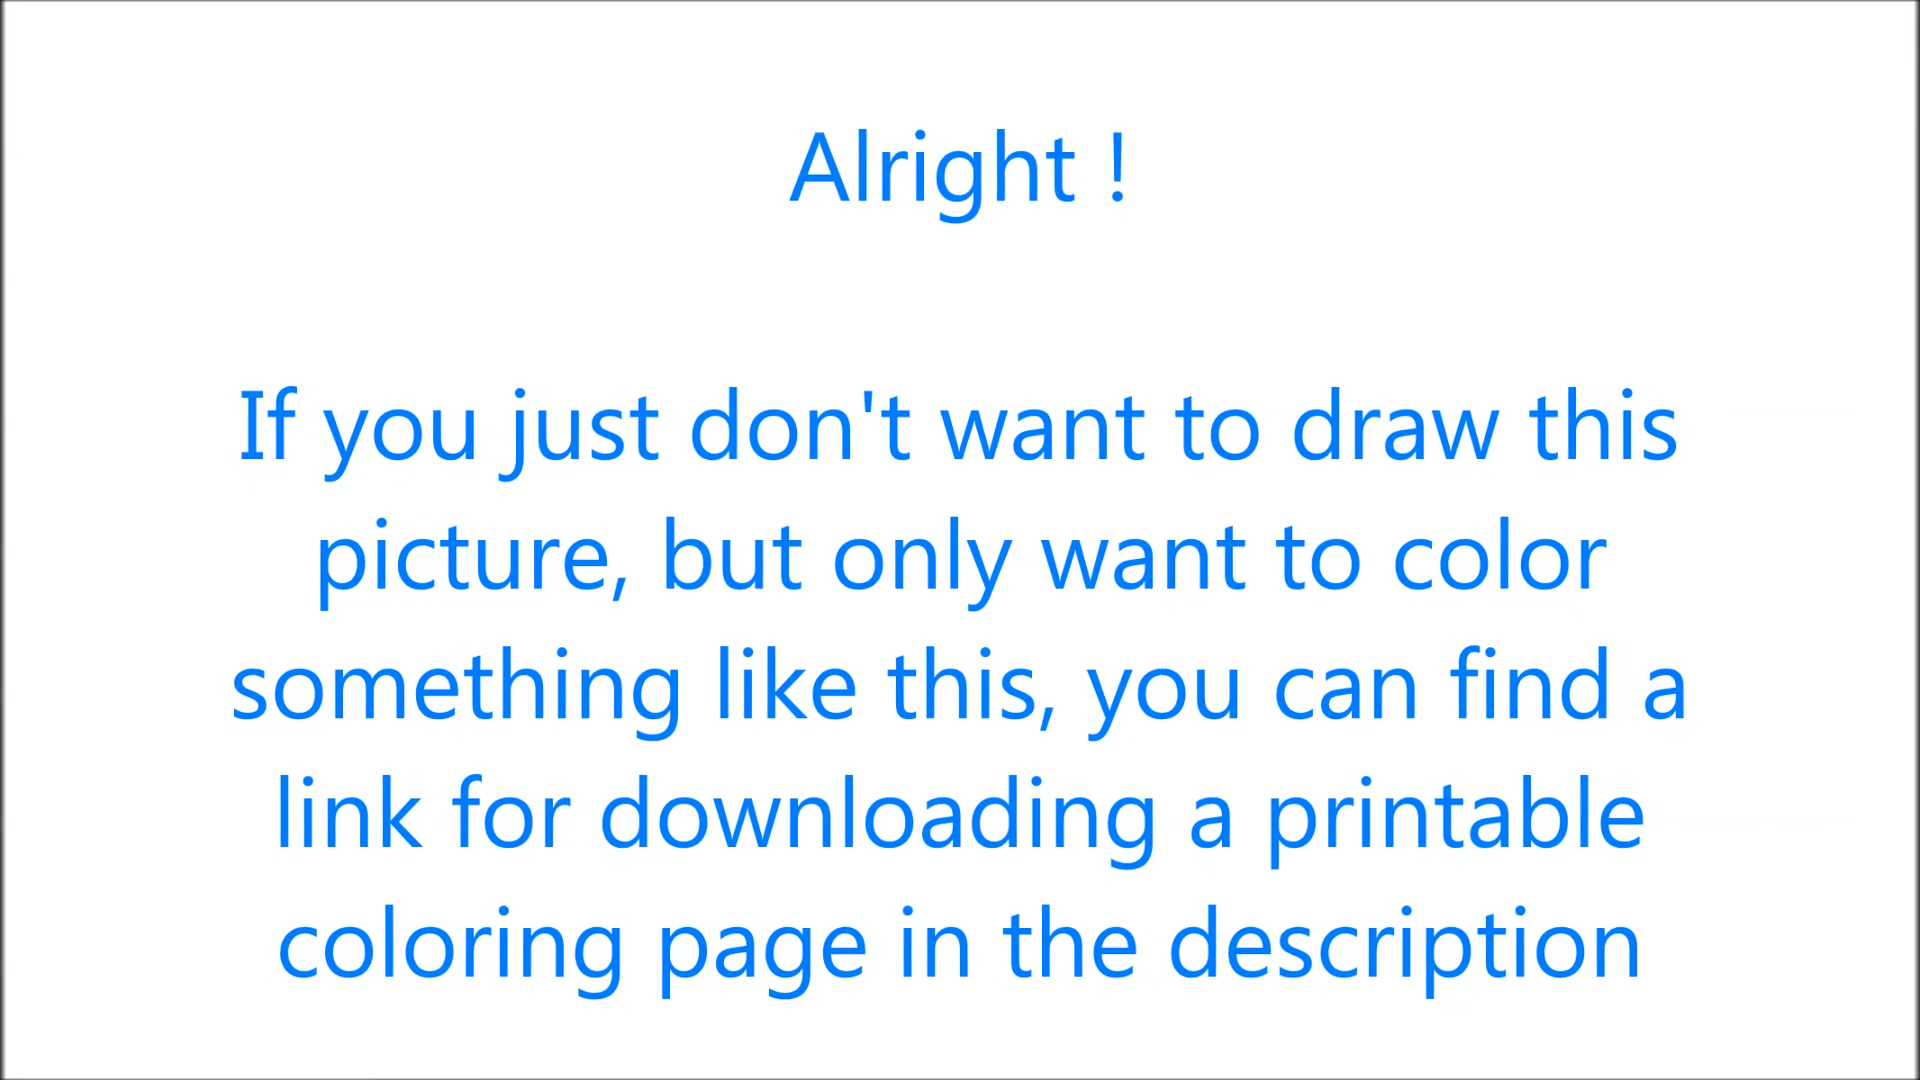 Alright !
If you just don't want to draw this
picture, but only want to color
something like this, you can find a
link for downloading a printable
coloring page in the description